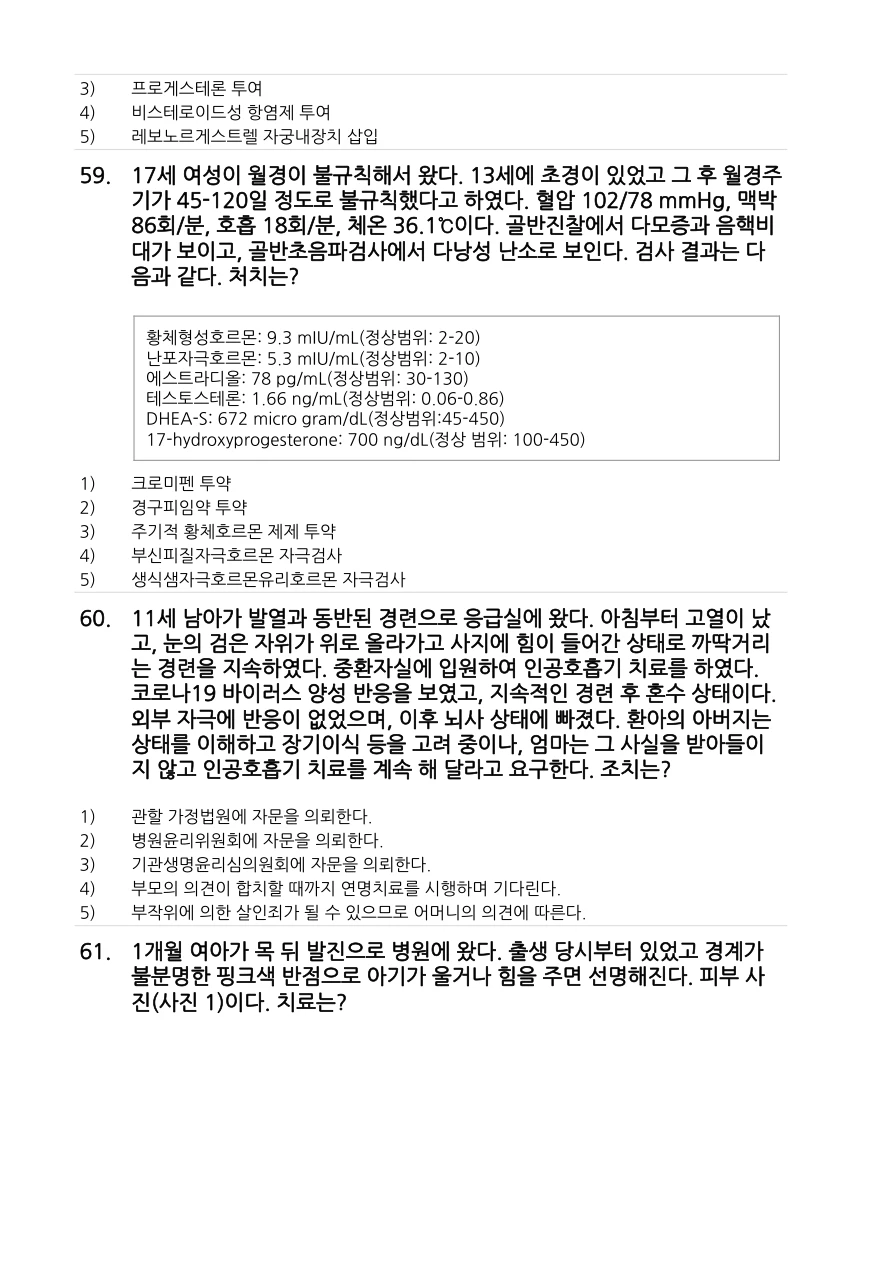 3) 프로게스테론 투여
4) 비스테로이드성 항염제 투여
5) 레보노르게스트렐 자궁내장치 삽입
59. 17세 여성이 월경이 불규칙해서 왔다. 13세에 초경이 있었고 그 후 월경주
기가 45-120일 정도로 불규칙했다고 하였다. 혈압 102/78 mmHg, 맥박
86회/분, 호흡 18회/분, 체온 36.1℃이다. 골반진찰에서 다모증과 음핵비
대가 보이고, 골반초음파검사에서 다낭성 난소로 보인다. 검사 결과는 다
음과 같다. 처치는?
황체형성호르몬: 9.3 mIU/mL(정상범위: 2-20)
난포자극호르몬: 5.3 mIU/mL(정상범위: 2-10)
에스트라디올: 78 pg/mL(정상범위: 30-130)
테스토스테론: 1.66 ng/mL(정상범위: 0.06-0.86)
DHEA-S: 672 micro gram/dL(정상범위:45-450)
17-hydroxyprogesterone: 700 ng/dL(정상 범위: 100-450)
1) 크로미펜 투약
2) 경구피임약 투약
3) 주기적 황체호르몬 제제 투약
4) 부신피질자극호르몬 자극검사
5) 생식샘자극호르몬유리호르몬 자극검사
60. 11세 남아가 발열과 동반된 경련으로 응급실에 왔다. 아침부터 고열이 났
고, 눈의 검은 자위가 위로 올라가고 사지에 힘이 들어간 상태로 까딱거리
는 경련을 지속하였다. 중환자실에 입원하여 인공호흡기 치료를 하였다.
코로나19 바이러스 양성 반응을 보였고, 지속적인 경련 후 혼수 상태이다.
외부 자극에 반응이 없었으며, 이후 뇌사 상태에 빠졌다. 환아의 아버지는
상태를 이해하고 장기이식 등을 고려 중이나, 엄마는 그 사실을 받아들이
지 않고 인공호흡기 치료를 계속 해 달라고 요구한다. 조치는?
1) 관할 가정법원에 자문을 의뢰한다.
2) 병원윤리위원회에 자문을 의뢰한다.
3) 기관생명윤리심의원회에 자문을 의뢰한다.
4) 부모의 의견이 합치할 때까지 연명치료를 시행하며 기다린다.
5) 부작위에 의한 살인죄가 될 수 있으므로 어머니의 의견에 따른다.
61. 1개월 여아가 목 뒤 발진으로 병원에 왔다. 출생 당시부터 있었고 경계가
불분명한 핑크색 반점으로 아기가 울거나 힘을 주면 선명해진다. 피부 사
진(사진 1)이다. 치료는?